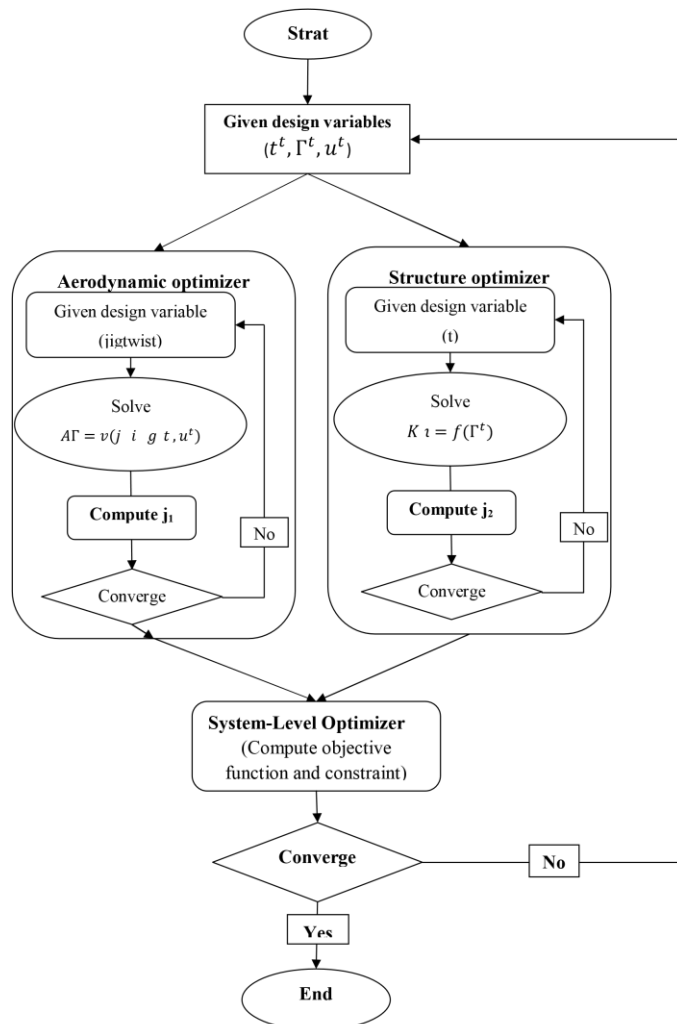 Strat
Given design variables
(t^t, Γ^t, u^t)
Aerodynamic optimizer
Given design variable
(jigtwist)
Solve
AΓ = v(j i g t, u^t)
Compute j₁
No
Converge
Structure optimizer
Given design variable
(t)
Solve
K ı = f(Γ^t)
Compute j₂
No
Converge
System-Level Optimizer
(Compute objective
function and constraint)
Converge
No
Yes
End